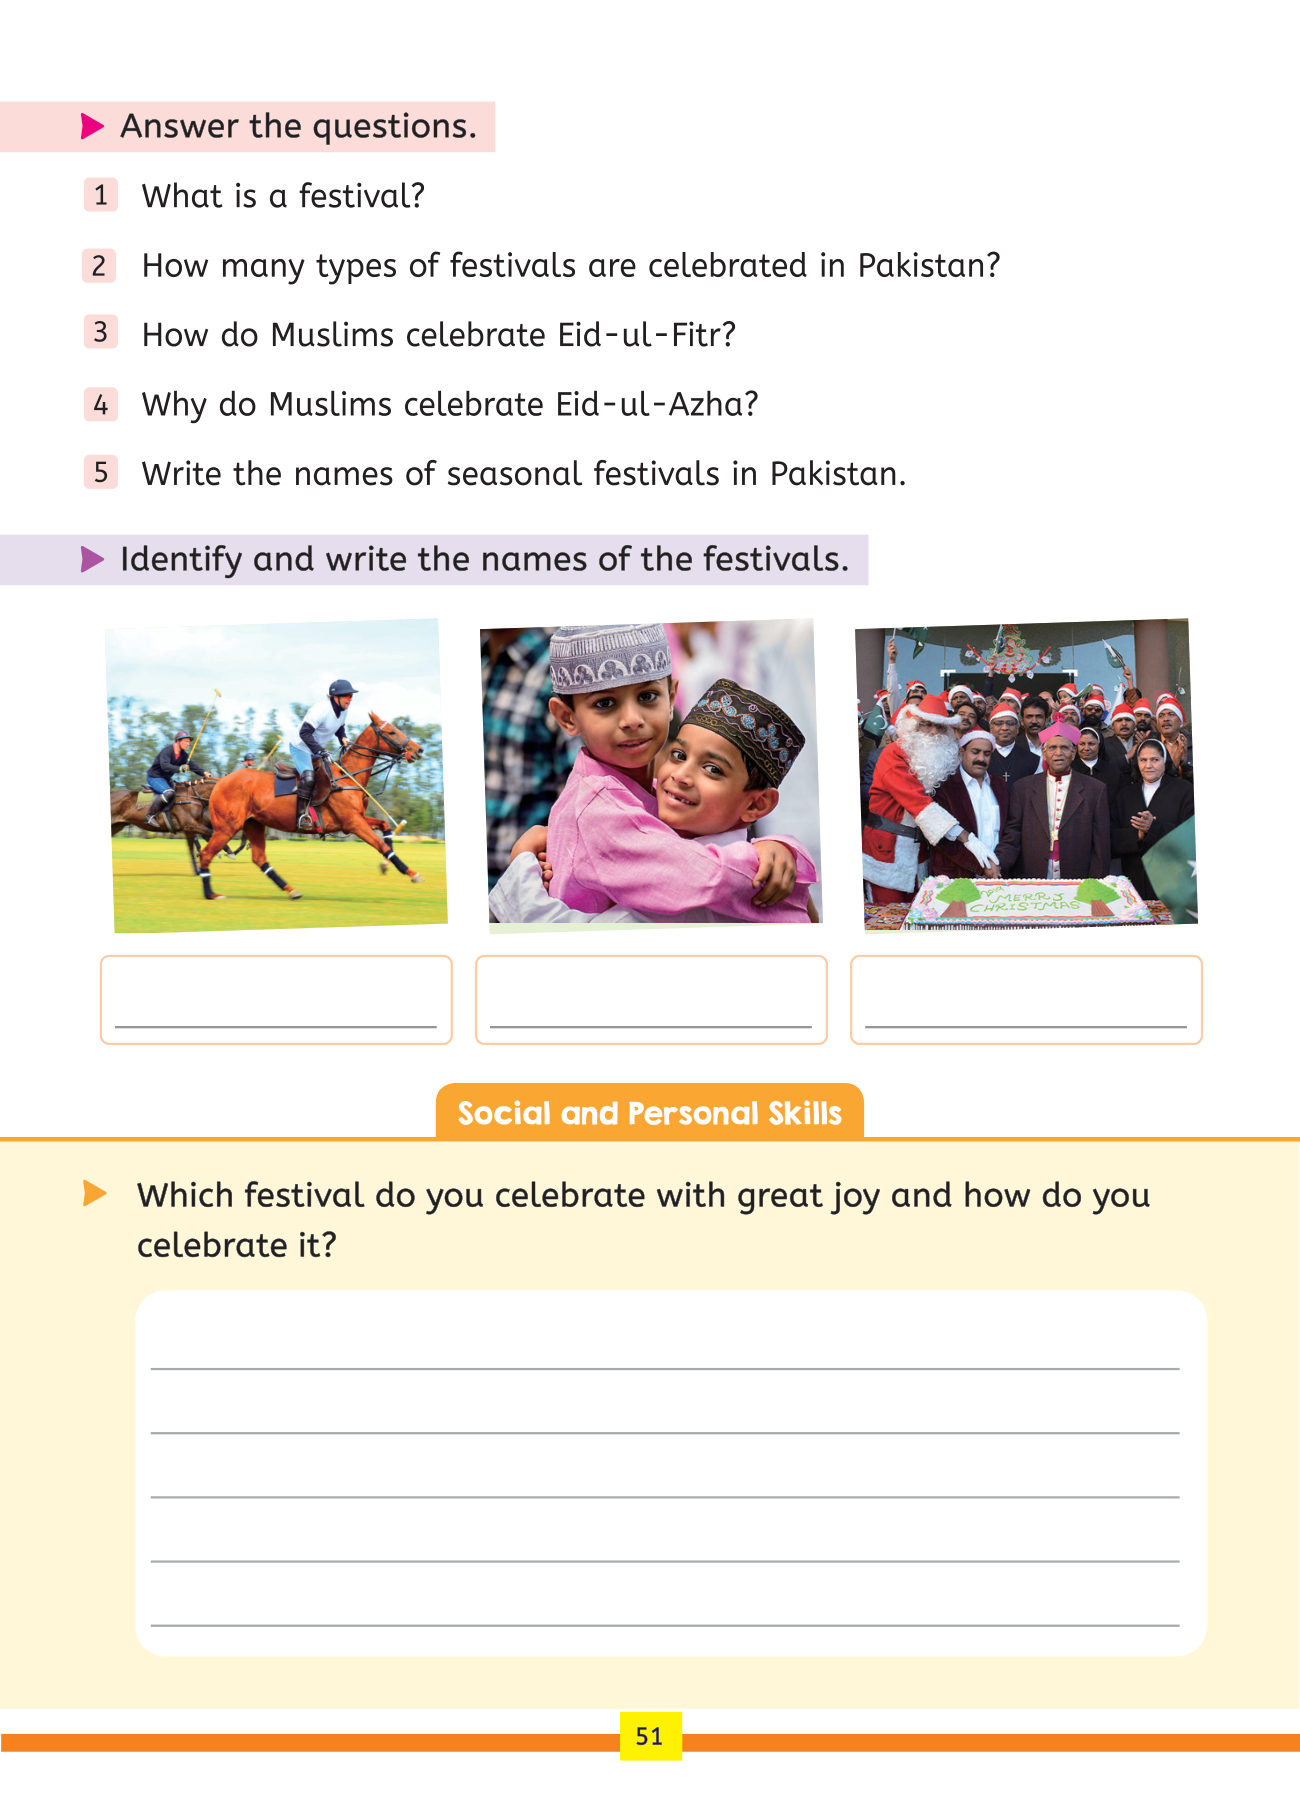 Answer the questions.
1 What is a festival?
2 How many types of festivals are celebrated in Pakistan?
3 How do Muslims celebrate Eid-ul-Fitr?
4 Why do Muslims celebrate Eid-ul-Azha?
5 Write the names of seasonal festivals in Pakistan.
Identify and write the names of the festivals.
MERRY
CHRISTMAS
Social and Personal Skills
Which festival do you celebrate with great joy and how do you
celebrate it?
51